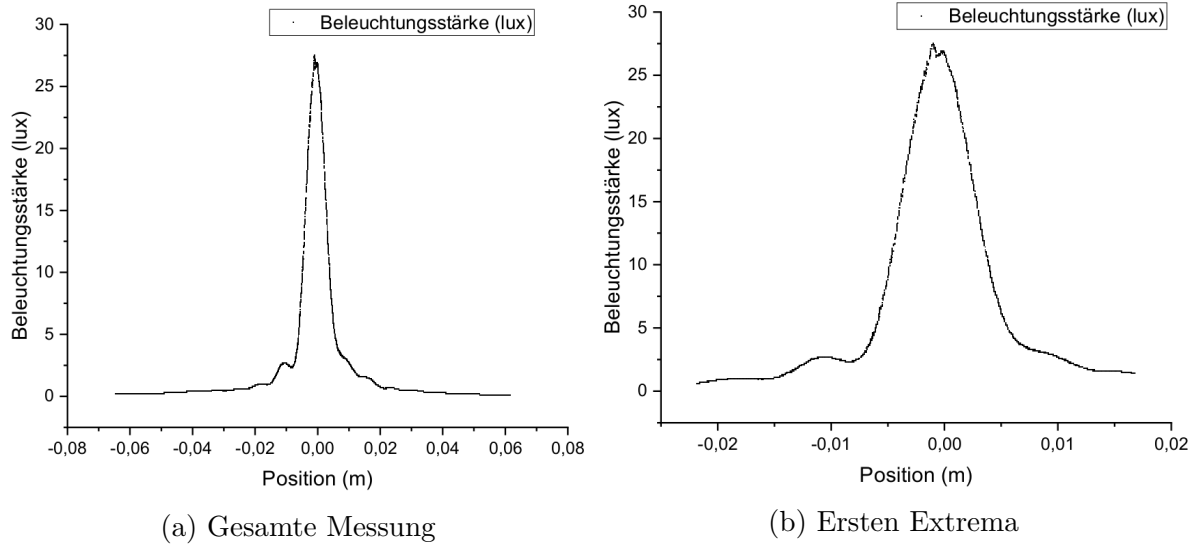 Beleuchtungsstärke (lux)
30
25
20
15
10
5
0
Beleuchtungsstärke (lux)
-0,08 -0,06 -0,04 -0,02 0,00 0,02 0,04 0,06 0,08
Position (m)
(a) Gesamte Messung
Beleuchtungsstärke (lux)
30
25
20
15
10
5
0
Beleuchtungsstärke (lux)
-0,02 -0,01 0,00 0,01 0,02
Position (m)
(b) Ersten Extrema